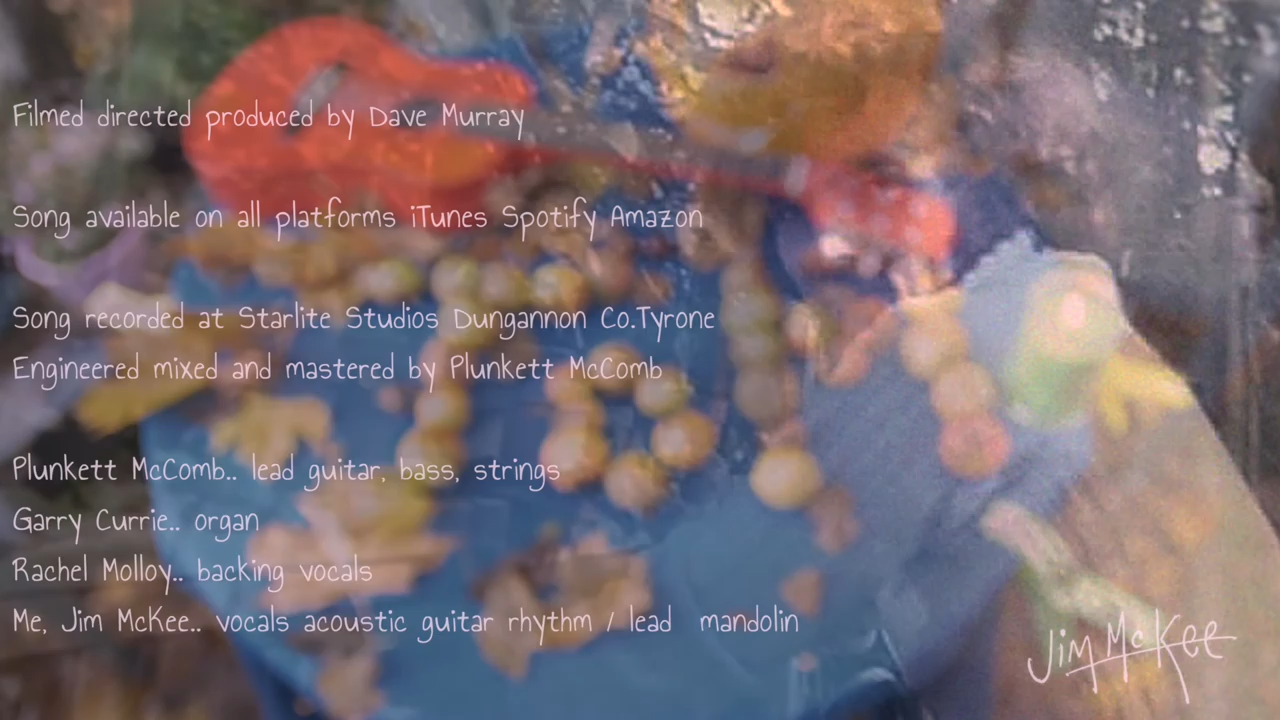 Filmed directed produced by Dave Murray
Song available on all platforms iTunes Spotify Amazon
Song recorded at Starlite Studios Dungannon Co.Tyrone
Engineered mixed and mastered by Plunkett McComb
Plunkett McComb.. lead guitar, bass, strings
Garry Currie.. organ
Rachel Molloy.. backing vocals
Me, Jim McKee.. vocals acoustic guitar rhythm / lead mandolin
Jim McKee